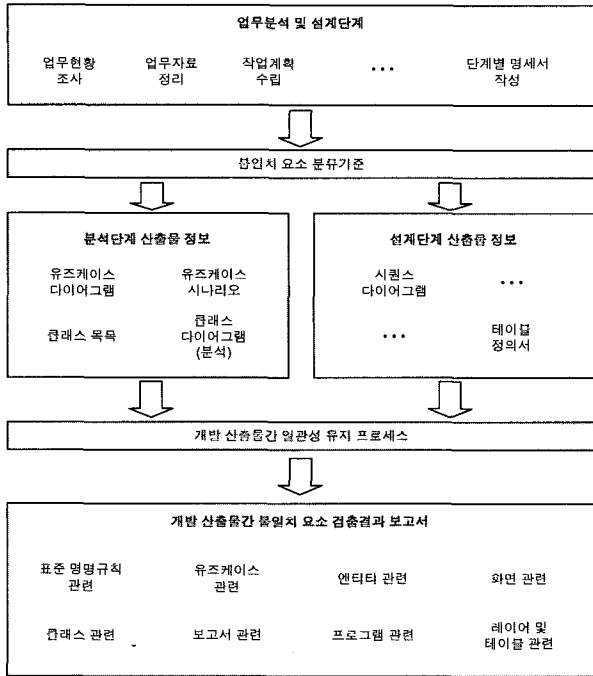 업무분석 및 설계단계
업무현황
조사
업무자료
정리
작업계획
수립
...
단계별 명세서
작성
불일치 요소 분류기준
분석단계 산출물 정보
유즈케이스
다이어그램
유즈케이스
시나리오
클래스 목록
클래스
다이어그램
(분석)
설계단계 산출물 정보
시퀀스
다이어그램
...
...
테이블
정의서
개발 산출물간 일관성 유지 프로세스
개발 산출물간 불일치 요소 검출결과 보고서
표준 명명규칙
관련
유즈케이스
관련
엔티티 관련
화면 관련
클래스 관련
보고서 관련
프로그램 관련
레이어 및
테이블 관련